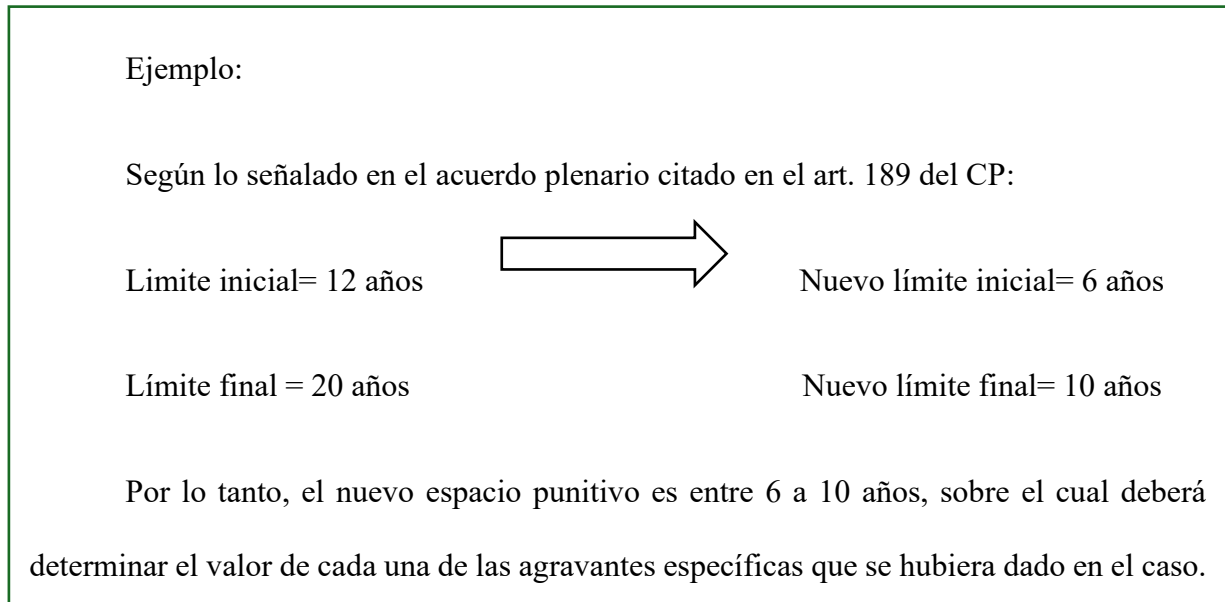 Ejemplo:
Según lo señalado en el acuerdo plenario citado en el art. 189 del CP:
Limite inicial= 12 años Nuevo límite inicial= 6 años
Límite final = 20 años Nuevo límite final= 10 años
Por lo tanto, el nuevo espacio punitivo es entre 6 a 10 años, sobre el cual deberá
determinar el valor de cada una de las agravantes específicas que se hubiera dado en el caso.